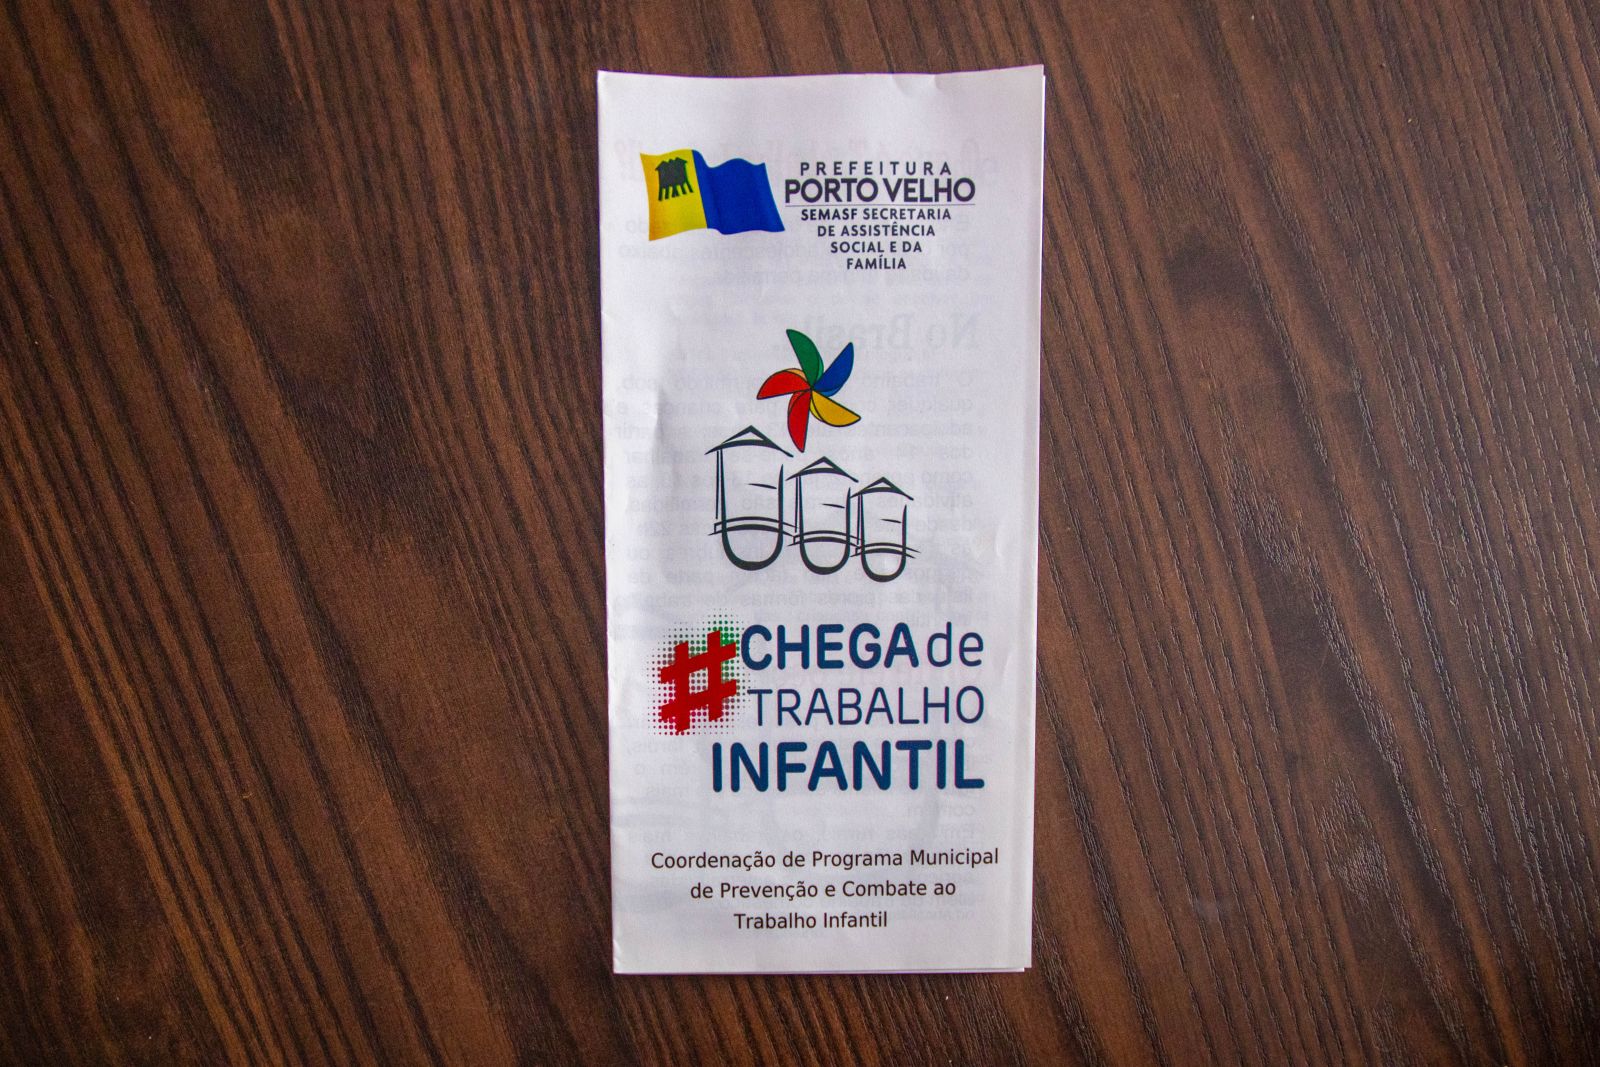 PREFEITURA
PORTO VELHO
SEMASF SECRETARIA
DE ASSISTÊNCIA
SOCIAL E DA
FAMÍLIA
#CHEGA de
TRABALHO
INFANTIL
Coordenação de Programa Municipal
de Prevenção e Combate ao
Trabalho Infantil